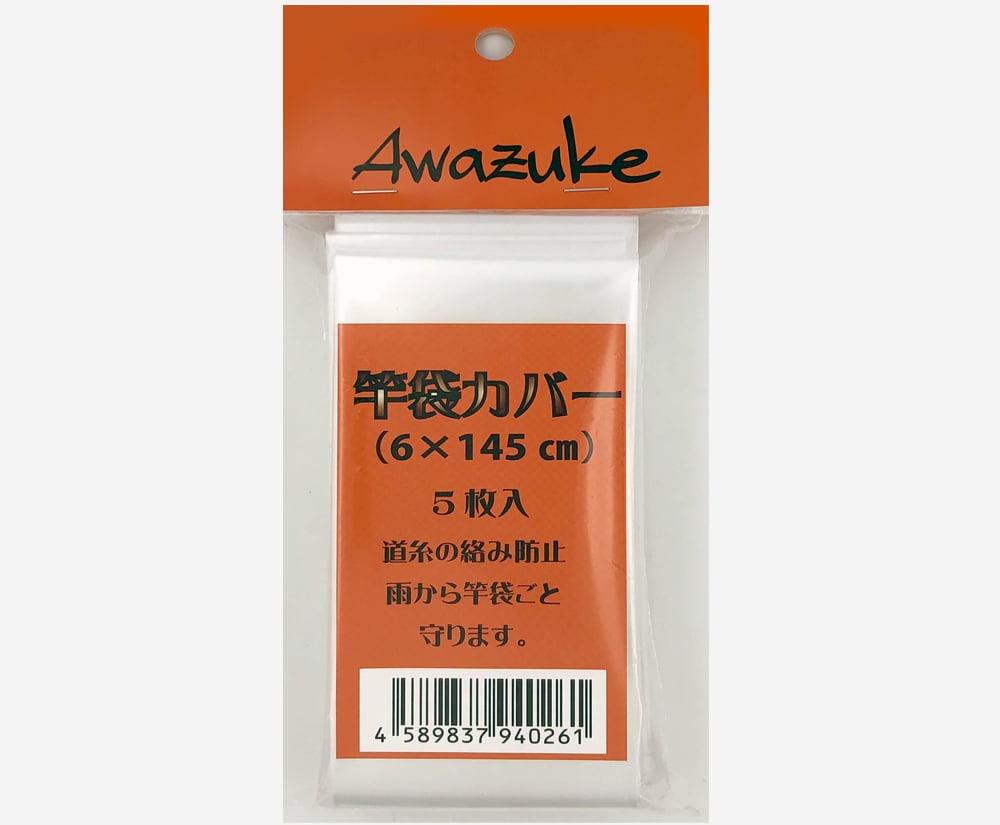 Awazuke
竿袋カバー
（6×145 ㎝）
5 枚入
道糸の絡み防止
雨から竿袋ごと
守ります。
4 589837 940261